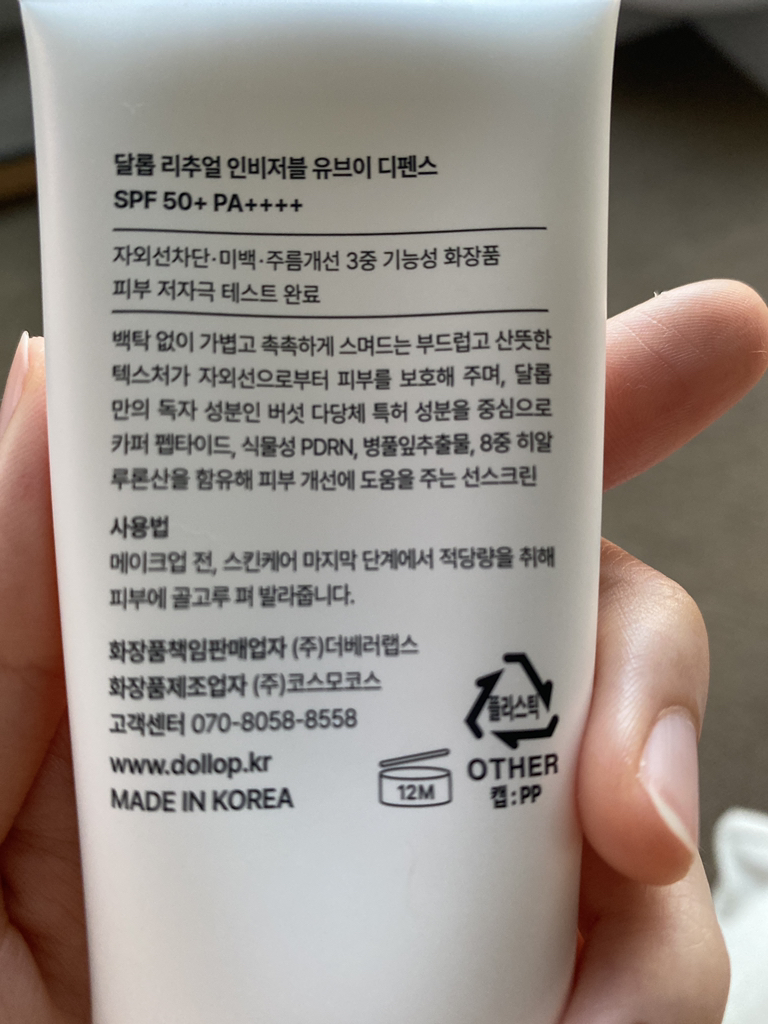 달롭 리추얼 인비저블 유브이 디펜스
SPF 50+ PA++++
자외선차단·미백·주름개선 3중 기능성 화장품
피부 저자극 테스트 완료
백탁 없이 가볍고 촉촉하게 스며드는 부드럽고 산뜻한
텍스처가 자외선으로부터 피부를 보호해 주며, 달롭
만의 독자 성분인 버섯 다당체 특허 성분을 중심으로
카퍼 펩타이드, 식물성 PDRN, 병풀잎추출물, 8중 히알
루론산을 함유해 피부 개선에 도움을 주는 선스크린
사용법
메이크업 전, 스킨케어 마지막 단계에서 적당량을 취해
피부에 골고루 펴 발라줍니다.
화장품책임판매업자 (주)더베러랩스
화장품제조업자 (주)코스모코스
고객센터 070-8058-8558
www.dollop.kr
MADE IN KOREA
12M
플라스틱
OTHER
캡 : PP